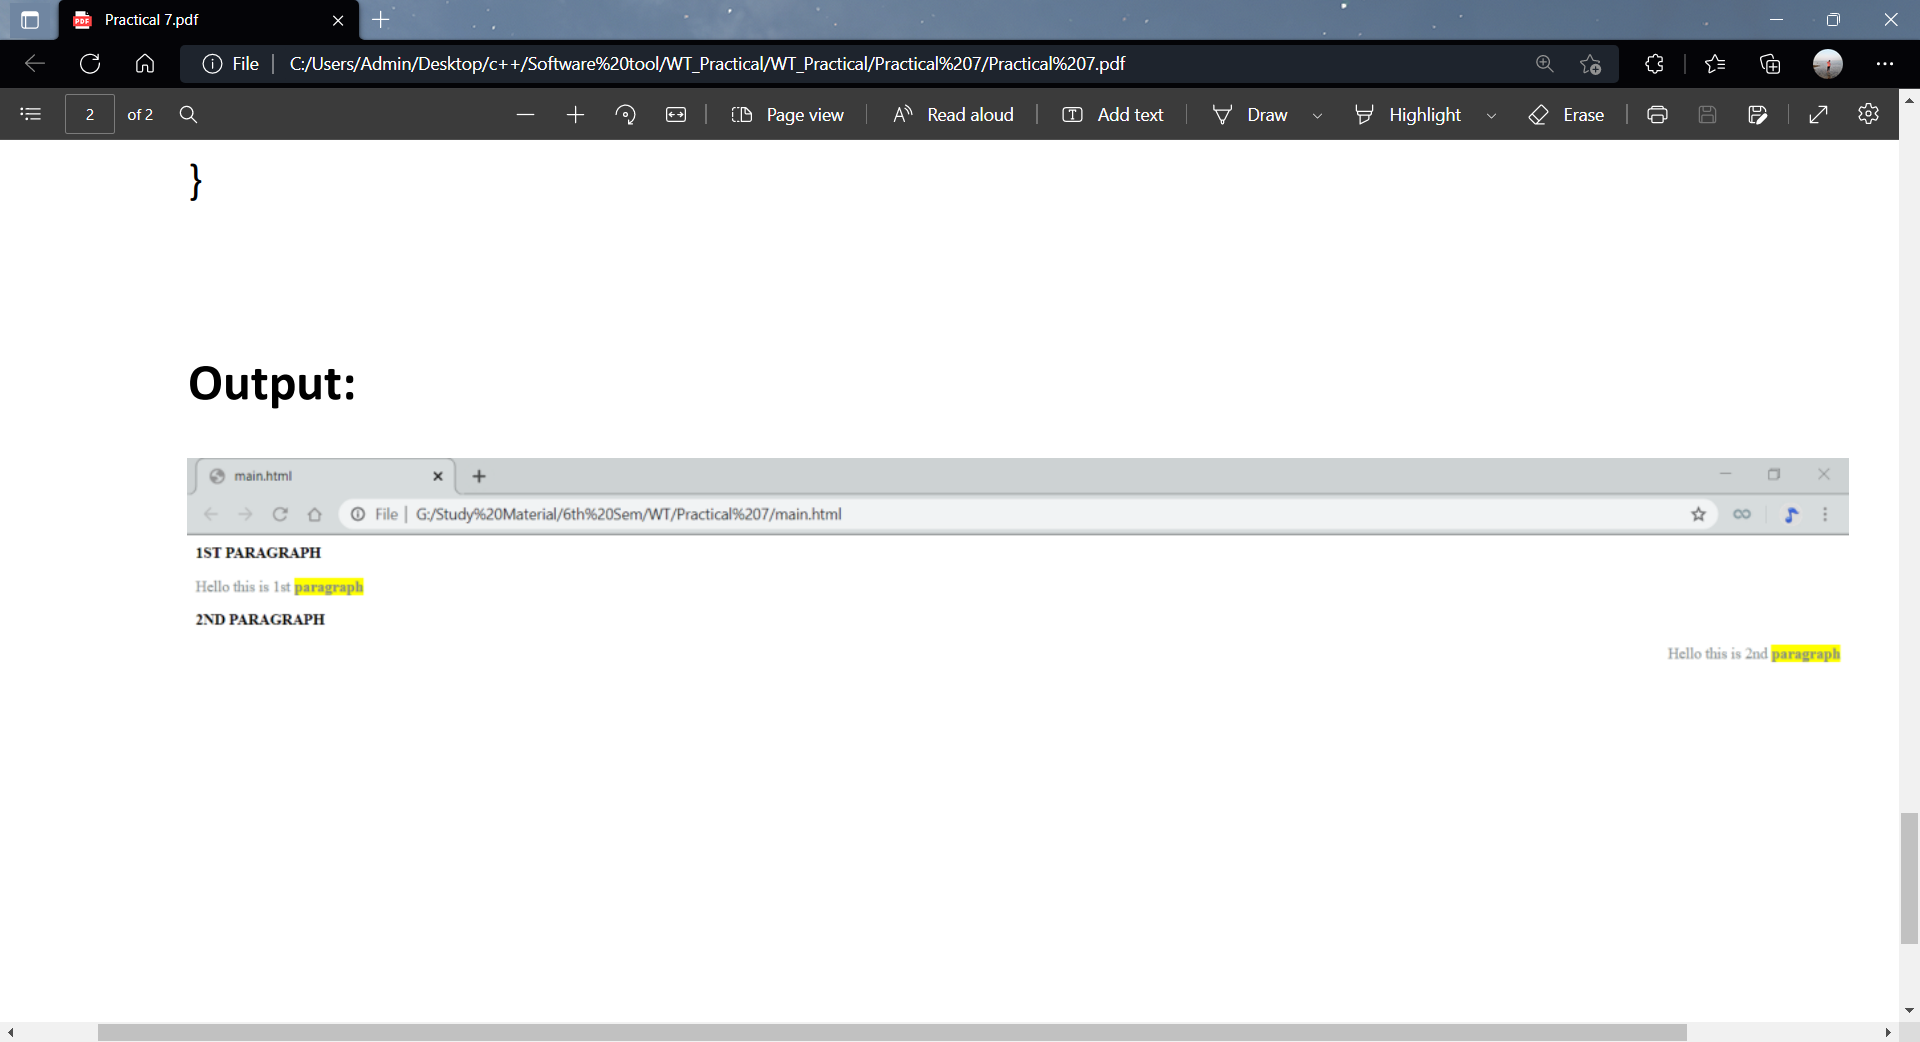 Practical 7.pdf
File | C:/Users/Admin/Desktop/c++/Software%20tool/WT_Practical/WT_Practical/Practical%207/Practical%207.pdf
2 of 2 Page view Read aloud Add text Draw Highlight Erase
}
Output:
main.html
File | G:/Study%20Material/6th%20Sem/WT/Practical%207/main.html
1ST PARAGRAPH
Hello this is 1st paragraph
2ND PARAGRAPH
Hello this is 2nd paragraph